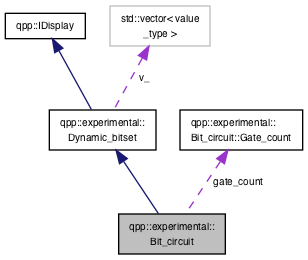 qpp::IDisplay
std::vector< value
_type >
v_
qpp::experimental::
Dynamic_bitset
qpp::experimental::
Bit_circuit::Gate_count
gate_count
qpp::experimental::
Bit_circuit